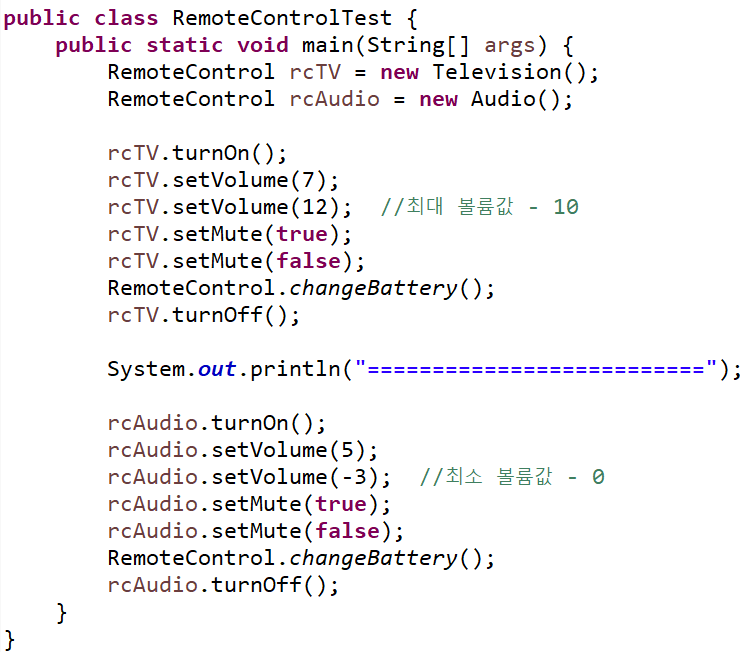 public class RemoteControlTest {
    public static void main(String[] args) {
        RemoteControl rcTV = new Television();
        RemoteControl rcAudio = new Audio();

        rcTV.turnOn();
        rcTV.setVolume(7);
        rcTV.setVolume(12);  //최대 볼륨값 - 10
        rcTV.setMute(true);
        rcTV.setMute(false);
        RemoteControl.changeBattery();
        rcTV.turnOff();

        System.out.println("==========================");

        rcAudio.turnOn();
        rcAudio.setVolume(5);
        rcAudio.setVolume(-3);  //최소 볼륨값 - 0
        rcAudio.setMute(true);
        rcAudio.setMute(false);
        RemoteControl.changeBattery();
        rcAudio.turnOff();
    }
}